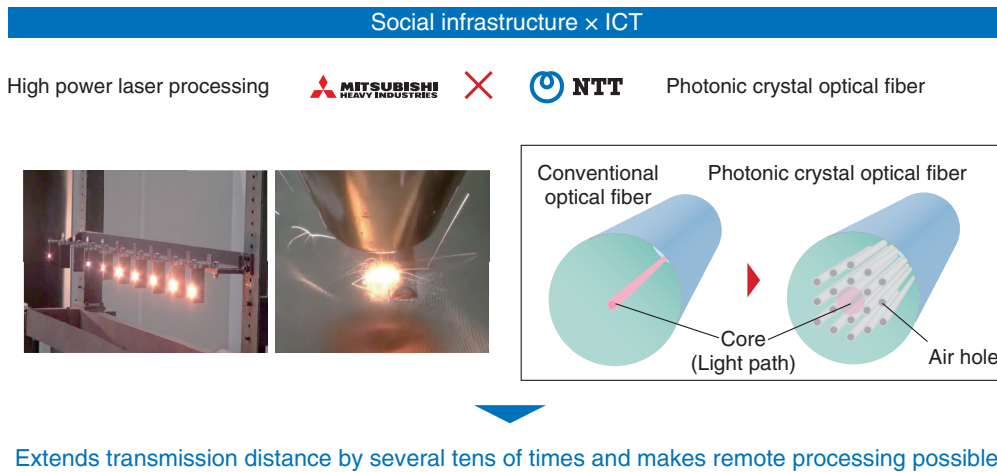 Social infrastructure × ICT
High power laser processing
MITSUBISHI
HEAVY INDUSTRIES
NTT
Photonic crystal optical fiber
Conventional
optical fiber
Photonic crystal optical fiber
Core
(Light path)
Air hole
Extends transmission distance by several tens of times and makes remote processing possible